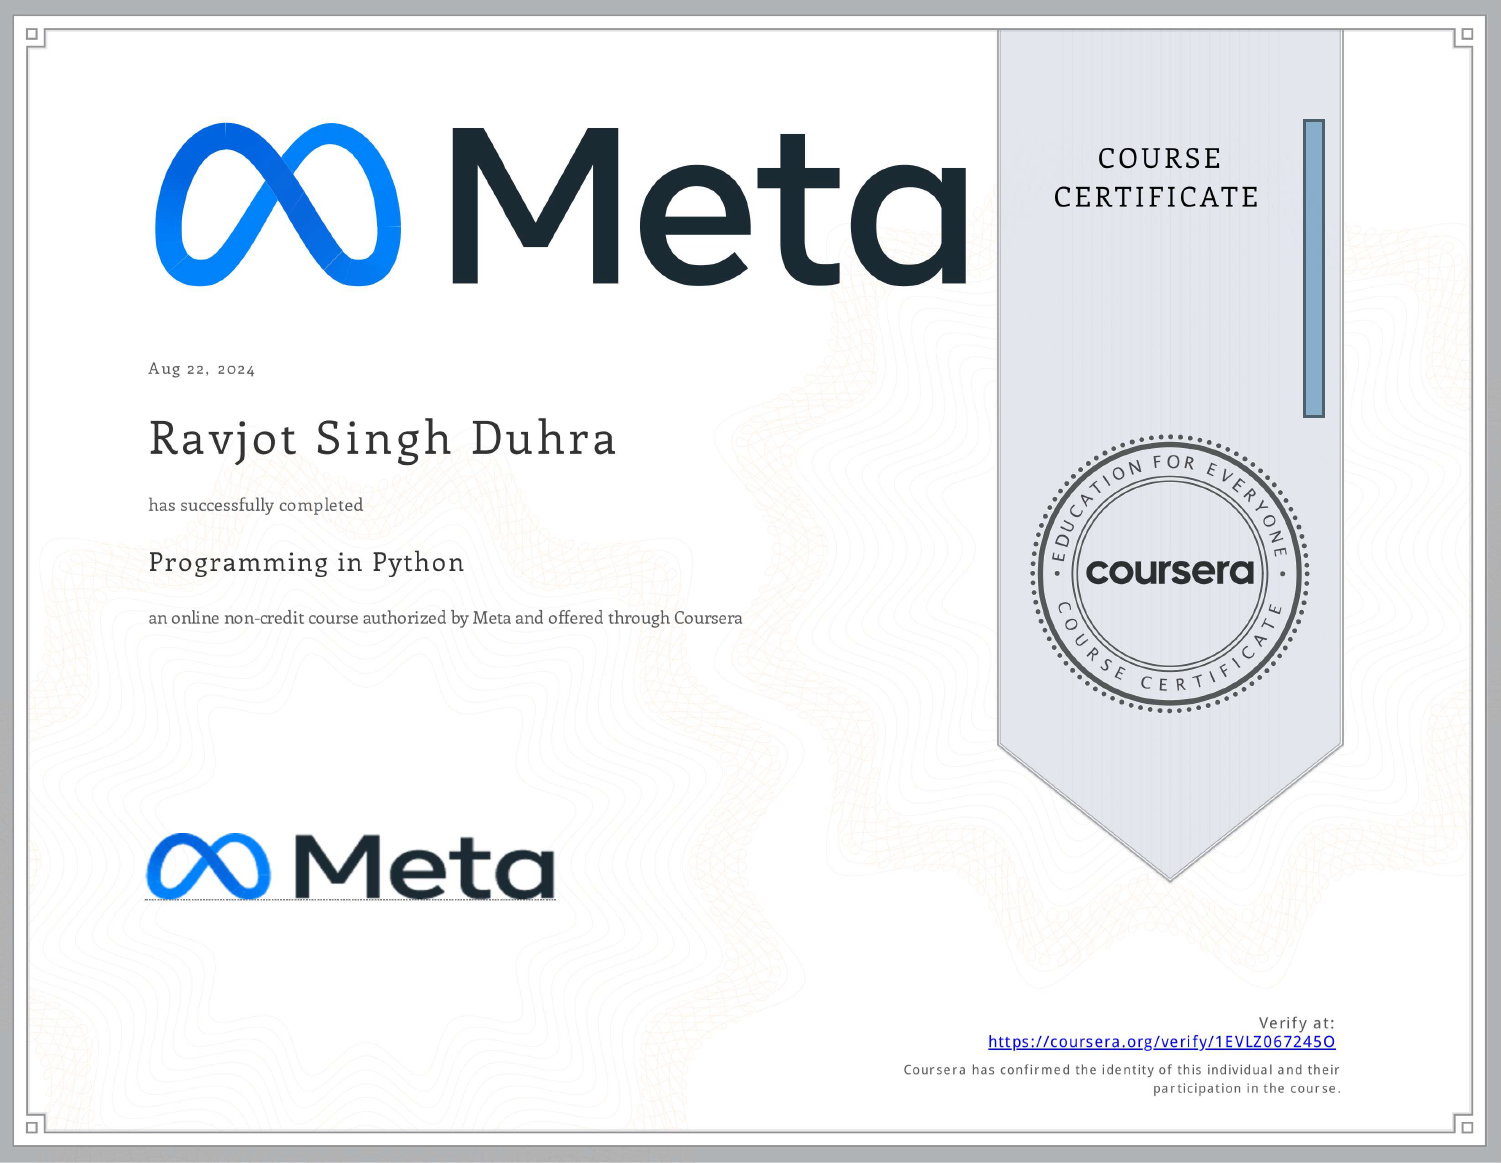 Meta
COURSE
CERTIFICATE
Aug 22, 2024
Ravjot Singh Duhra
has successfully completed
Programming in Python
an online non-credit course authorized by Meta and offered through Coursera
EDUCATION FOR EVERYONE
coursera
COURSE CERTIFICATE
Meta
Verify at:
https://coursera.org/verify/1EVLZ067245O
Coursera has confirmed the identity of this individual and their
participation in the course.